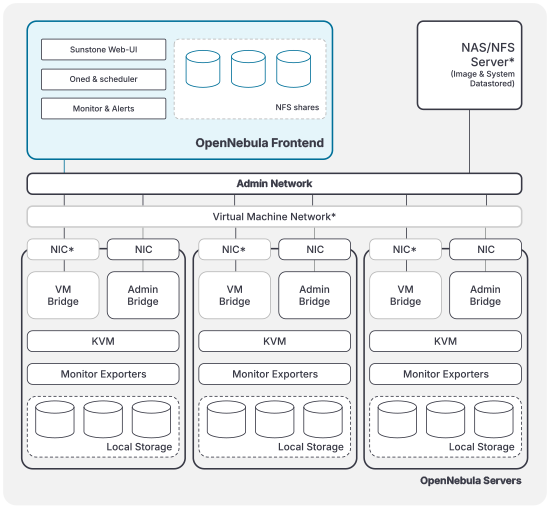 Sunstone Web-UI
Oned & scheduler
Monitor & Alerts
NFS shares
OpenNebula Frontend
NAS/NFS
Server*
(Image & System
Datastored)
Admin Network
Virtual Machine Network*
NIC*
NIC
VM
Bridge
Admin
Bridge
KVM
Monitor Exporters
Local Storage
NIC*
NIC
VM
Bridge
Admin
Bridge
KVM
Monitor Exporters
Local Storage
NIC*
NIC
VM
Bridge
Admin
Bridge
KVM
Monitor Exporters
Local Storage
OpenNebula Servers